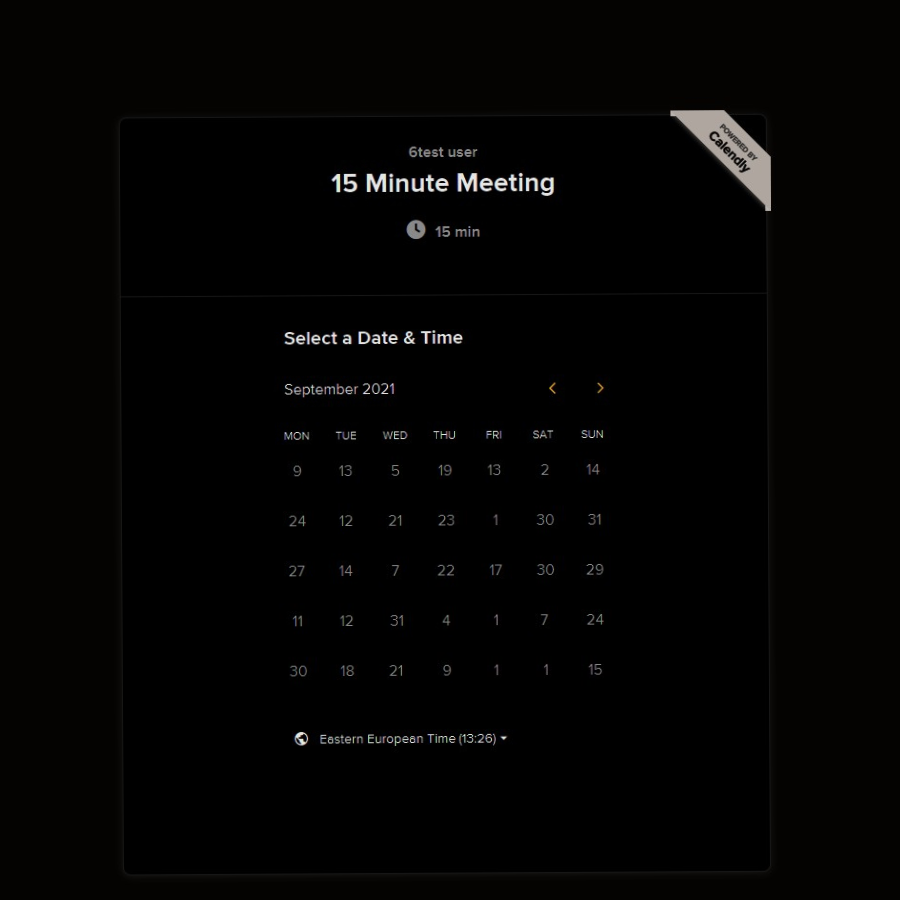 POWERED BY
Calendly
6test user
15 Minute Meeting
15 min
Select a Date & Time
September 2021
MON TUE WED THU FRI SAT SUN
9 13 5 19 13 2 14
24 12 21 23 1 30 31
27 14 7 22 17 30 29
11 12 31 4 1 7 24
30 18 21 9 1 1 15
Eastern European Time (13:26)